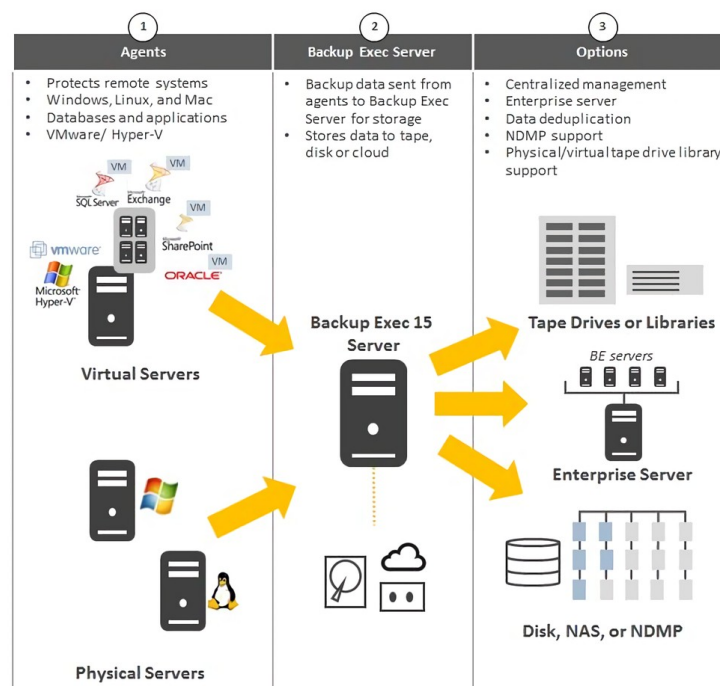 1
Agents
• Protects remote systems
• Windows, Linux, and Mac
• Databases and applications
• VMware/ Hyper-V
VM
VM
Microsoft
SQL Server
Microsoft
Exchange
VM
Microsoft
SharePoint
vmware
VM
ORACLE
Microsoft
Hyper-V
Virtual Servers
Physical Servers
2
Backup Exec Server
• Backup data sent from
agents to Backup Exec
Server for storage
• Stores data to tape,
disk or cloud
Backup Exec 15
Server
3
Options
• Centralized management
• Enterprise server
• Data deduplication
• NDMP support
• Physical/virtual tape drive library
support
Tape Drives or Libraries
BE servers
Enterprise Server
Disk, NAS, or NDMP